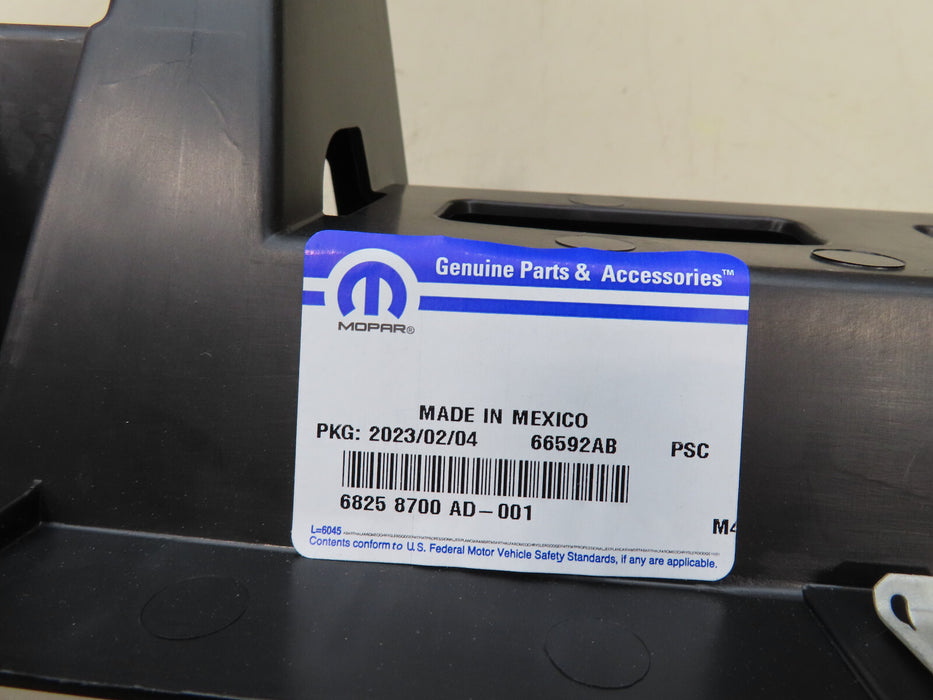 Genuine Parts & Accessories™
MOPAR®
MADE IN MEXICO
PKG: 2023/02/04 66592AB PSC
6825 8700 AD-001
M4
L=6045
Contents conform to U.S. Federal Motor Vehicle Safety Standards, if any are applicable.